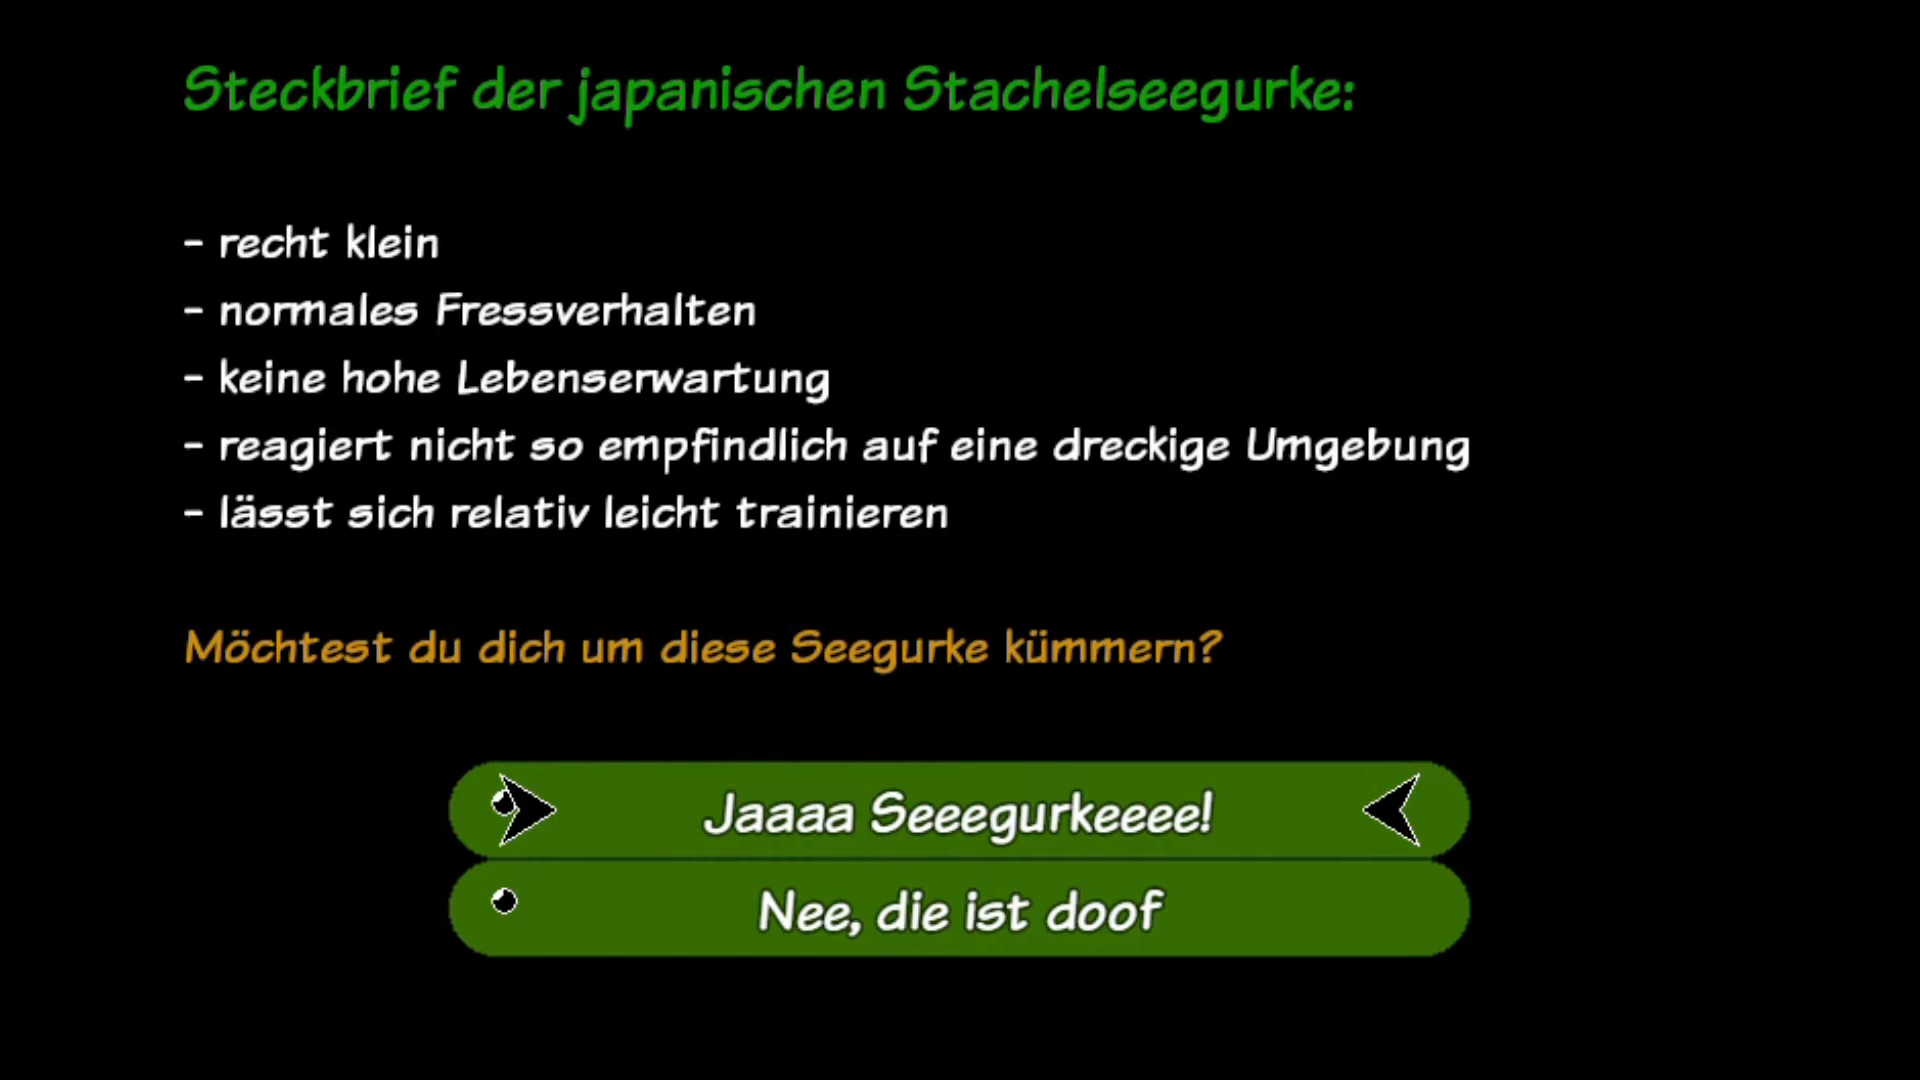 Steckbrief der japanischen Stachelseegurke:
- recht klein
- normales Fressverhalten
- keine hohe Lebenserwartung
- reagiert nicht so empfindlich auf eine dreckige Umgebung
- lässt sich relativ leicht trainieren
Möchtest du dich um diese Seegurke kümmern?
Jaaaa Seeegurkeeee!
Nee, die ist doof